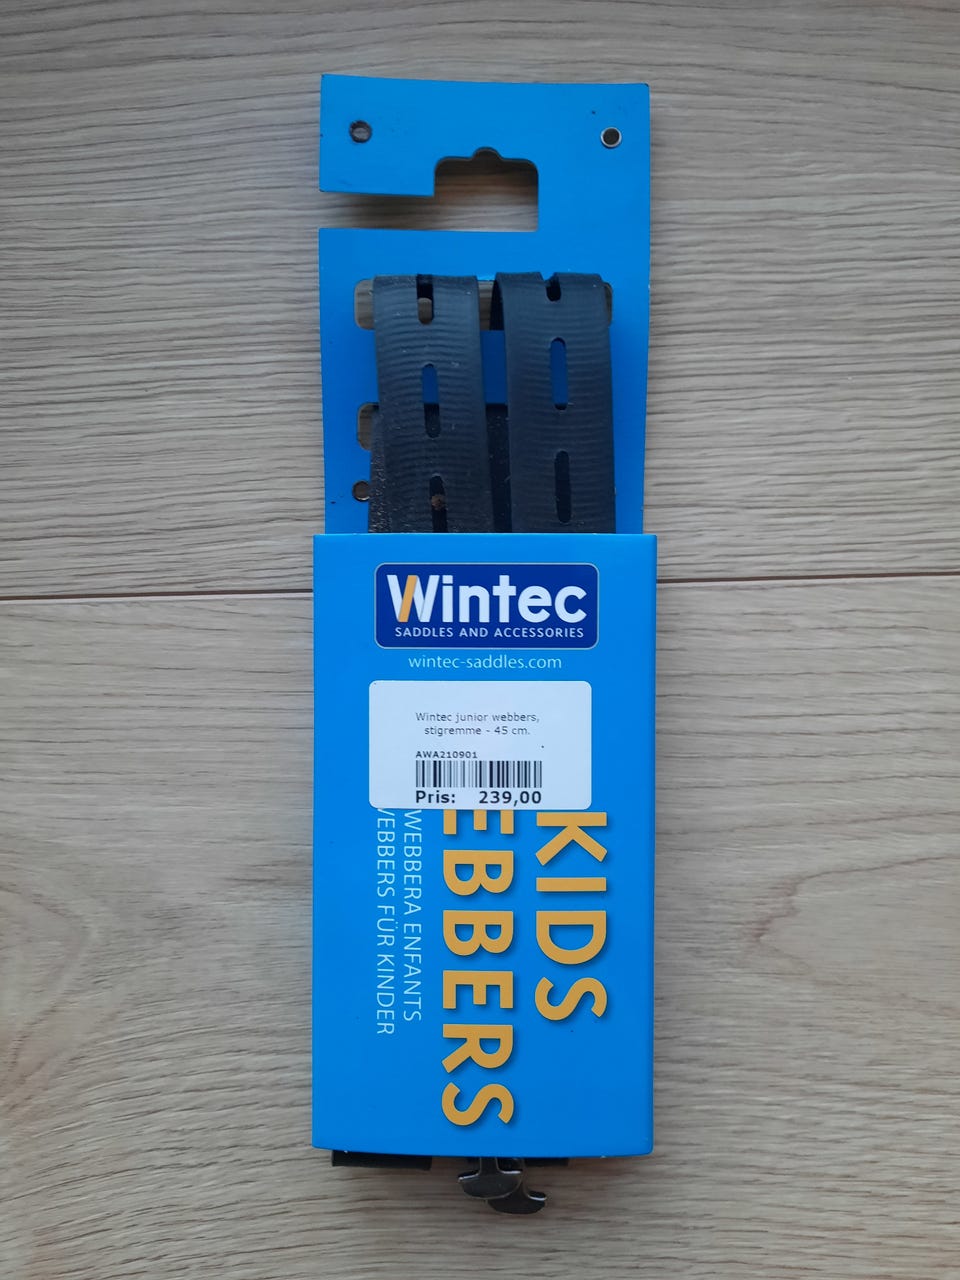 Wintec
SADDLES AND ACCESSORIES
wintec-saddles.com
Wintec junior webbers,
stigremme - 45 cm.
AWA210901
Pris: 239,00
KIDS
EBBERS
WEBBERA ENFANTS
WEBBERS FÜR KINDER